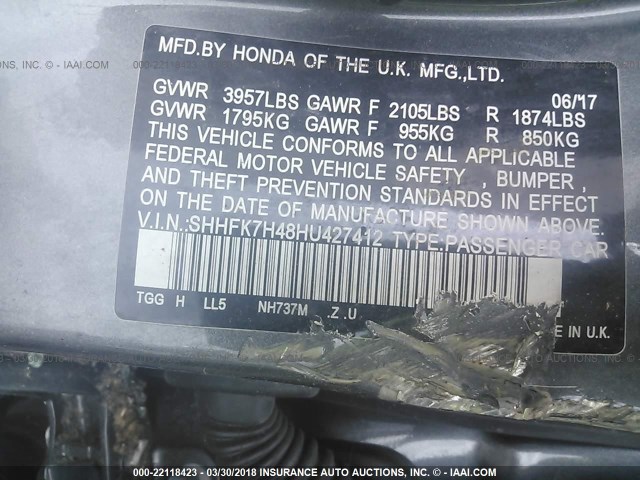 MFD.BY HONDA OF THE U.K. MFG.,LTD.
06/17
GVWR 3957LBS GAWR F 2105LBS R 1874LBS
GVWR 1795KG GAWR F 955KG R 850KG
THIS VEHICLE CONFORMS TO ALL APPLICABLE
FEDERAL MOTOR VEHICLE SAFETY , BUMPER ,
AND THEFT PREVENTION STANDARDS IN EFFECT
ON THE DATE OF MANUFACTURE SHOWN ABOVE.
V.I.N.:SHHFK7H48HU427412 TYPE:PASSENGER CAR
TGG H LL5 NH737M .Z.U
IN U.K.
000-22118423 - 03/30/2018 - INSURANCE AUTO AUCTIONS, INC. - IAAI.COM